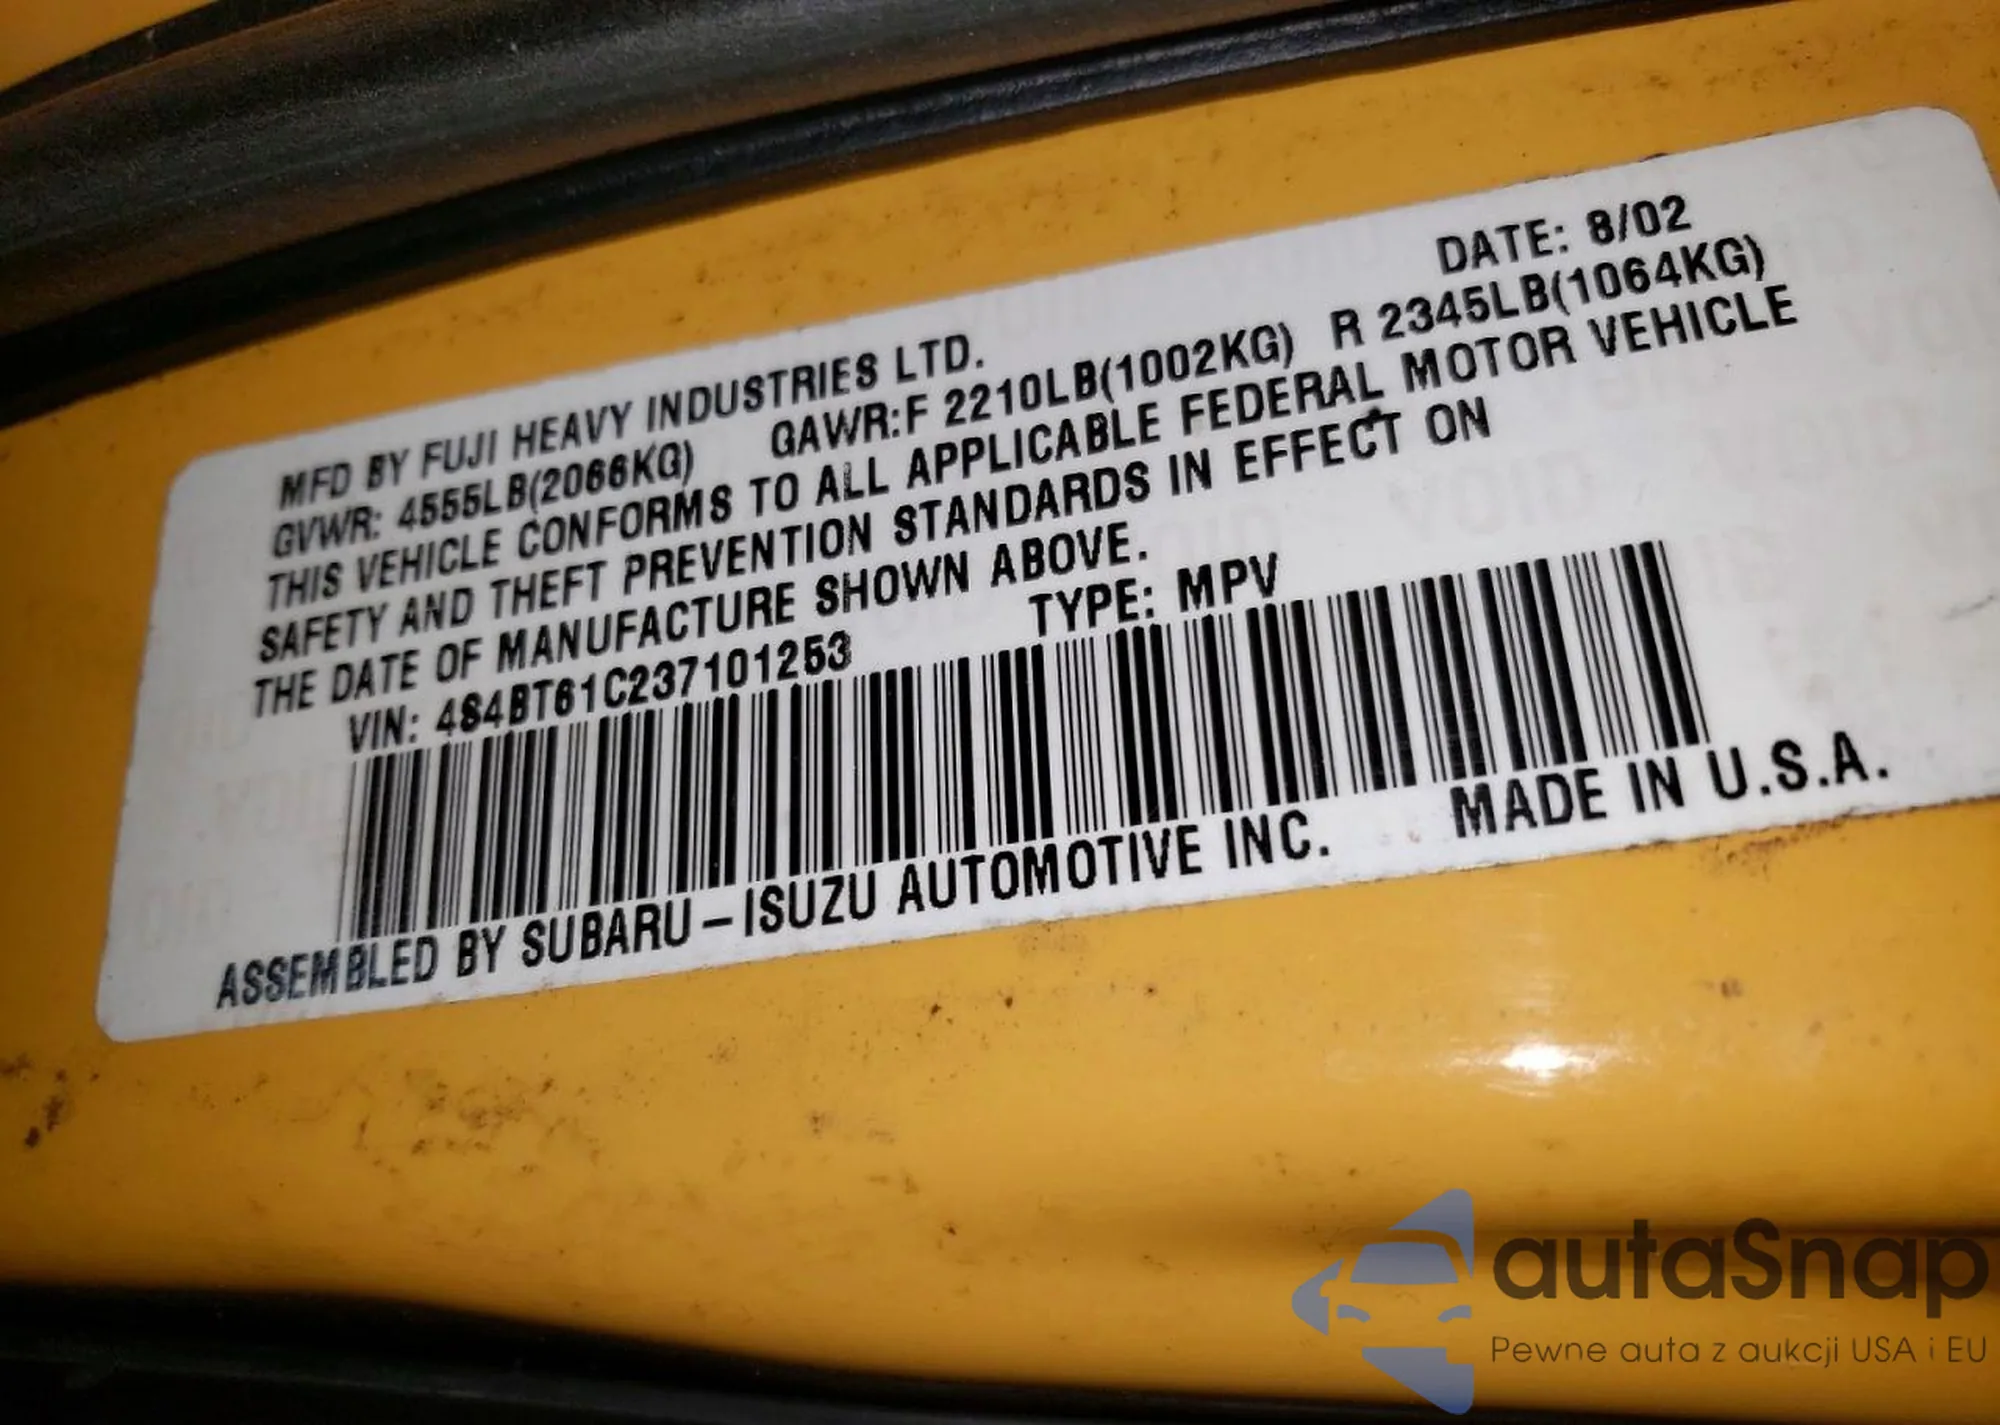 DATE: 8/02
MFD BY FUJI HEAVY INDUSTRIES LTD.
GVWR: 4555LB(2066KG) GAWR:F 2210LB(1002KG) R 2345LB(1064KG)
THIS VEHICLE CONFORMS TO ALL APPLICABLE FEDERAL MOTOR VEHICLE
SAFETY AND THEFT PREVENTION STANDARDS IN EFFECT ON
THE DATE OF MANUFACTURE SHOWN ABOVE.
VIN: 4S4BT61C237101253 TYPE: MPV
ASSEMBLED BY SUBARU-ISUZU AUTOMOTIVE INC. MADE IN U.S.A.
autaSnap
Pewne auta z aukcji USA i EU